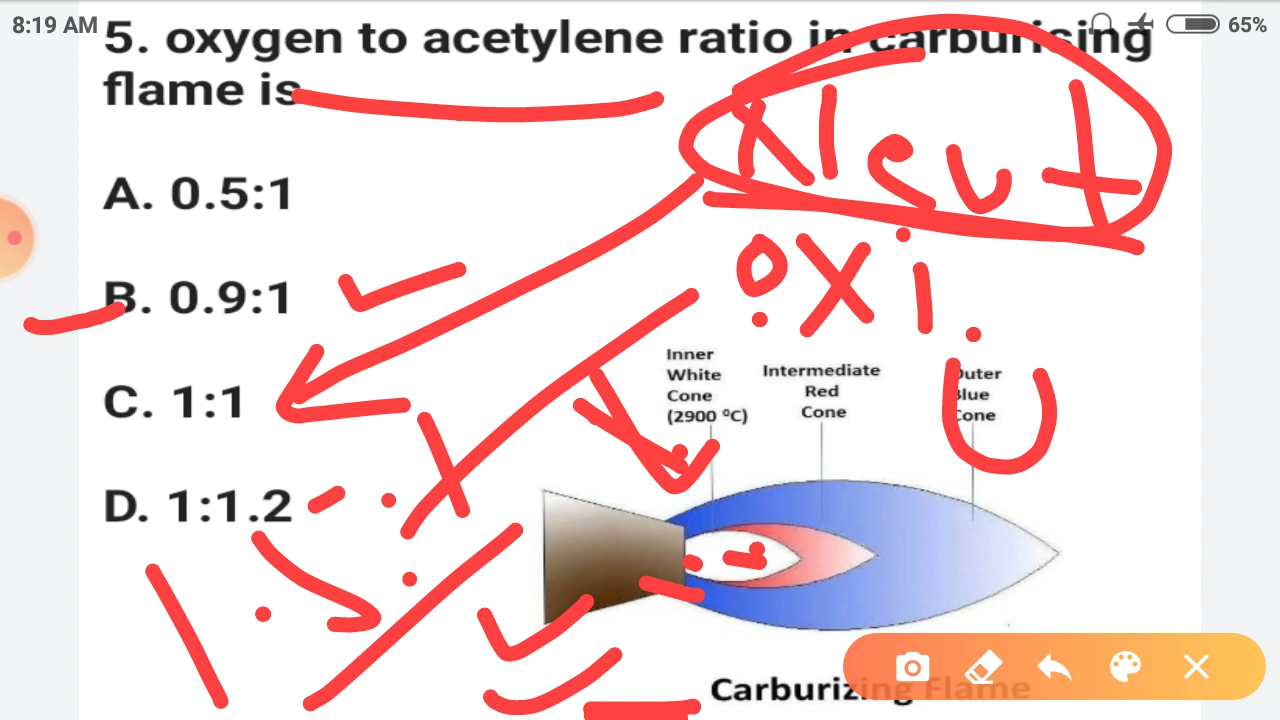 8:19 AM 65%
5. oxygen to acetylene ratio in carburising
flame is
Neut
A. 0.5:1
oxi.
B. 0.9:1
Inner
White
Cone
(2900 ⁰C)
Intermediate
Red
Cone
Outer
Blue
Cone
C. 1:1
D. 1:1.2
Carburizing Flame